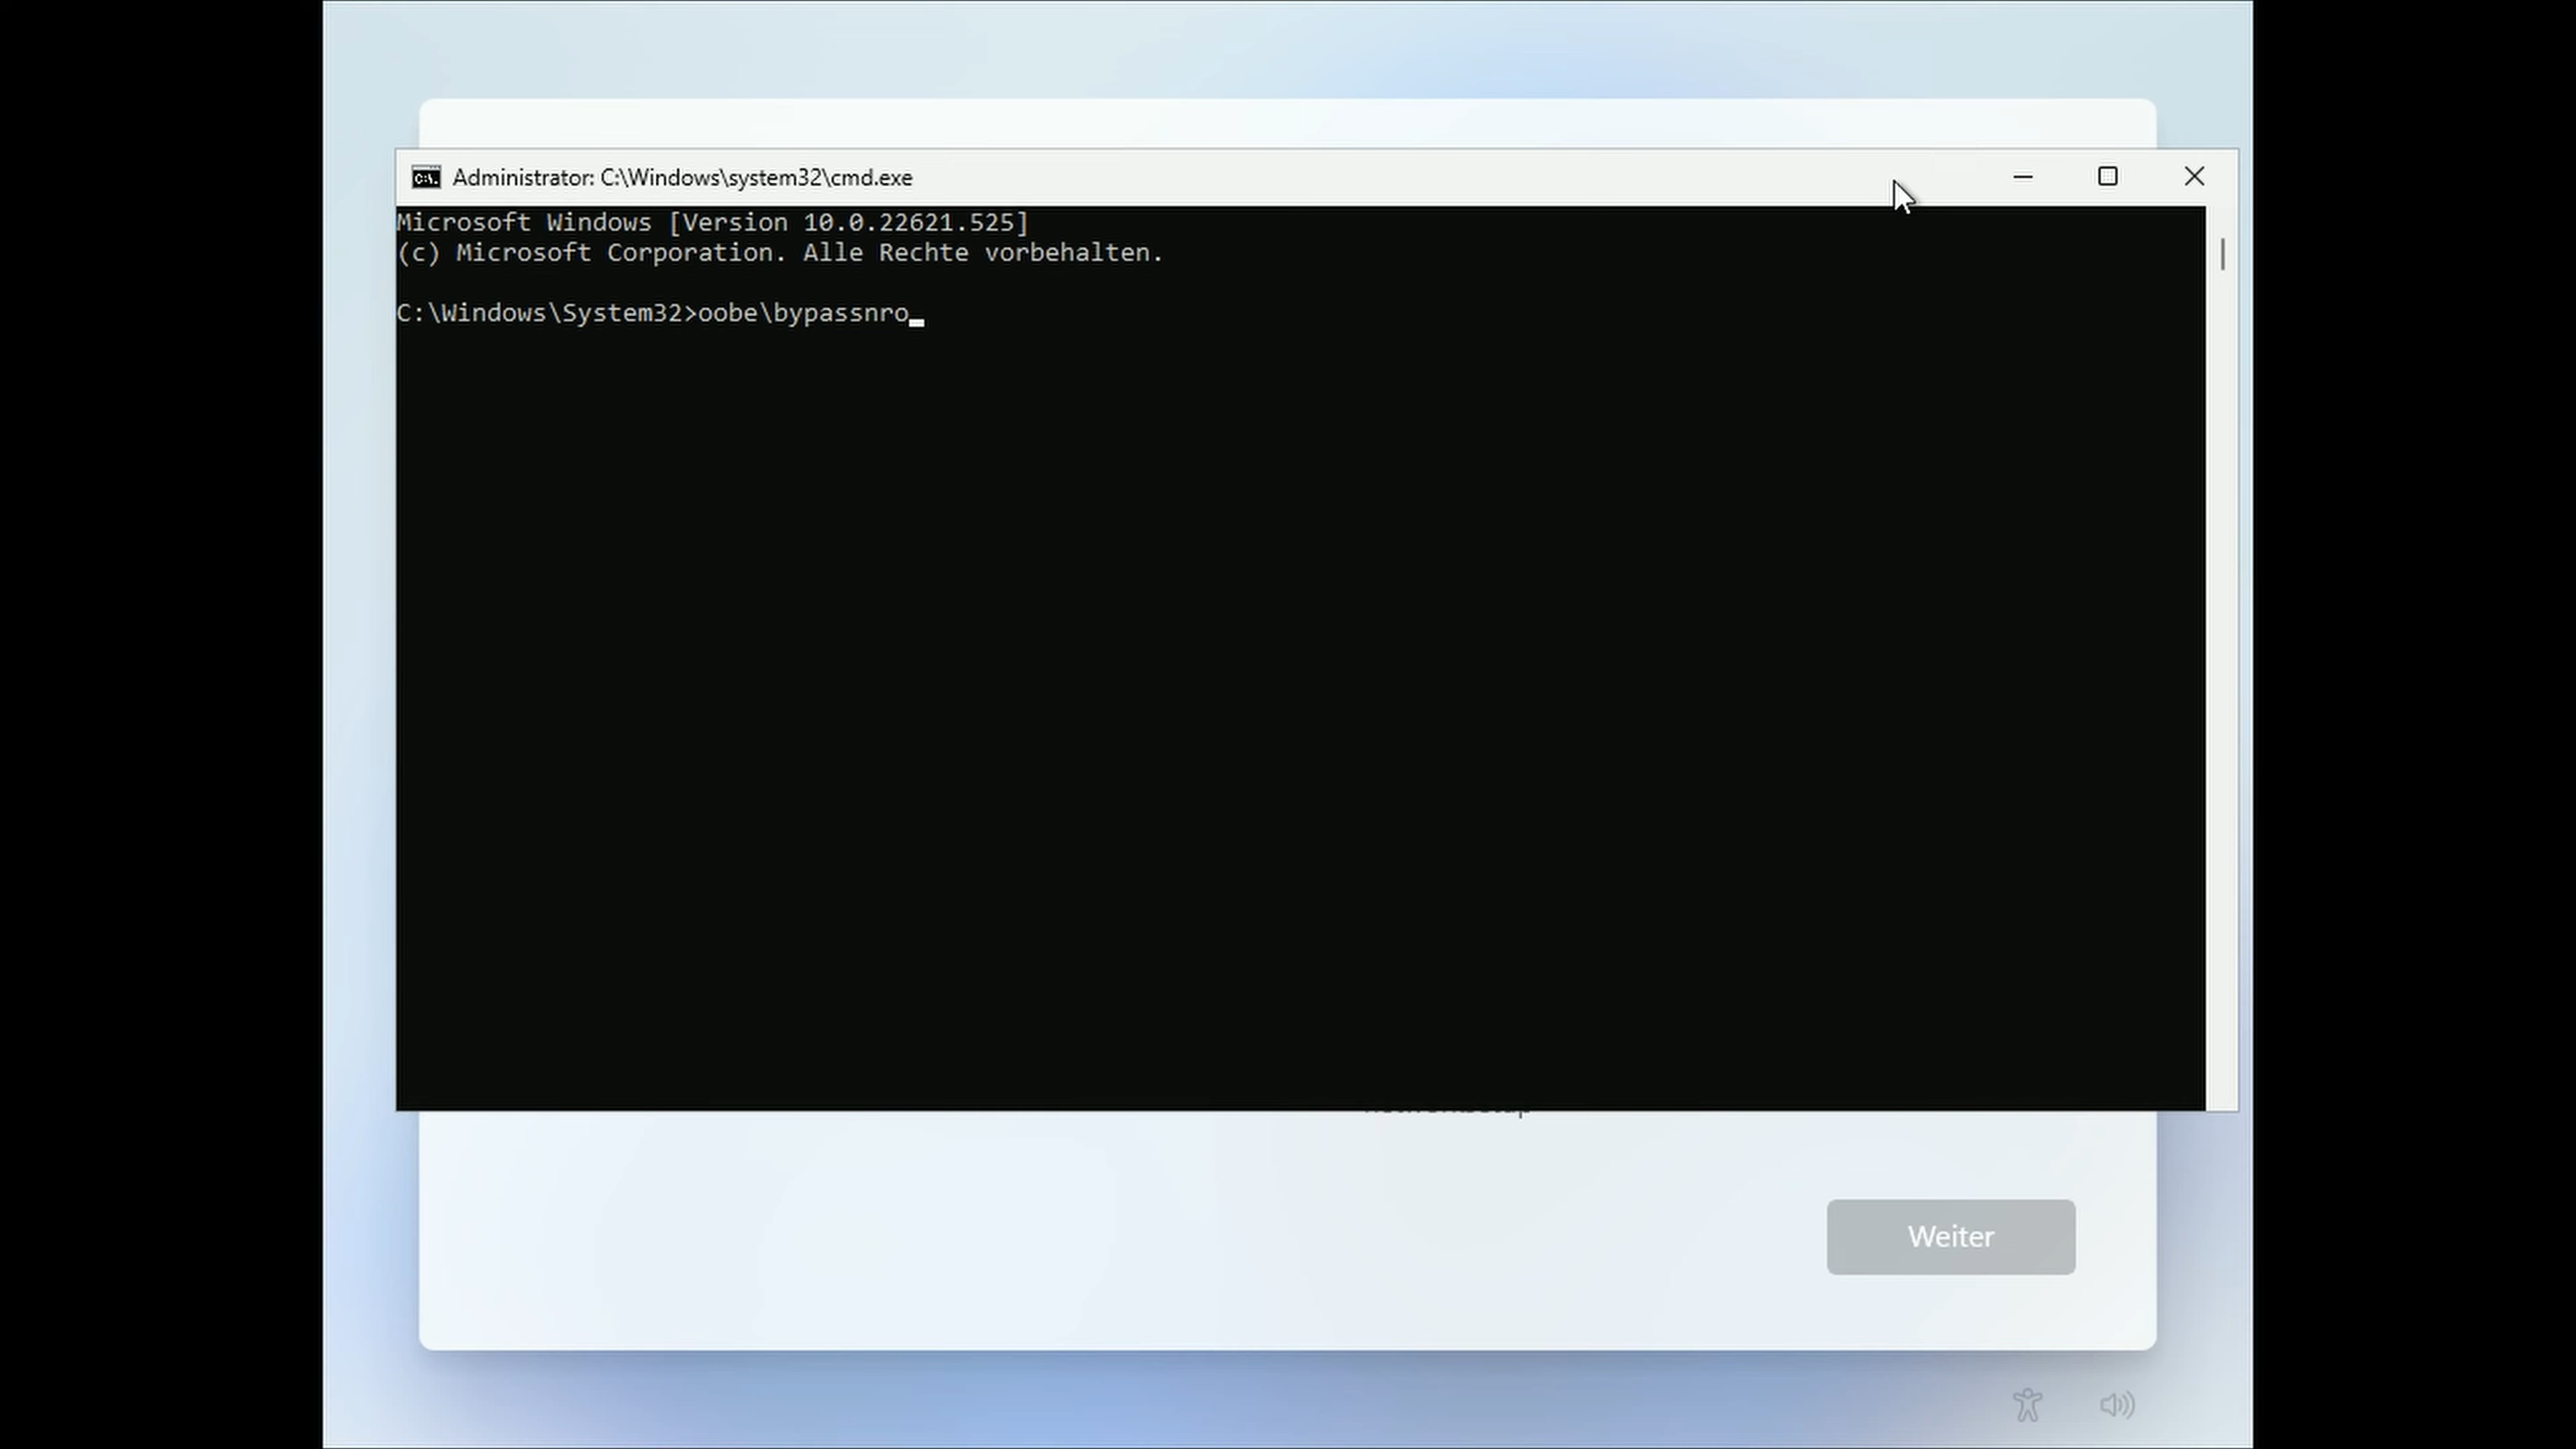 Administrator: C:\Windows\system32\cmd.exe
Microsoft Windows [Version 10.0.22621.525]
(c) Microsoft Corporation. Alle Rechte vorbehalten.
C:\Windows\System32>oobe\bypassnro
Weiter